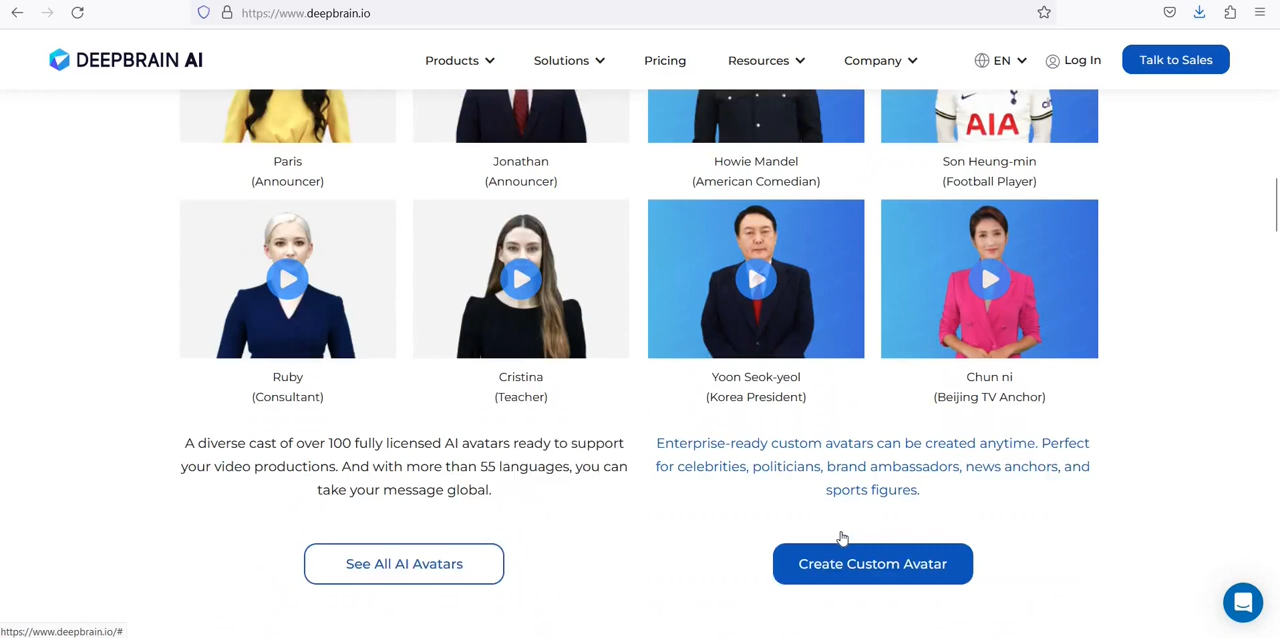 https://www.deepbrain.io
DEEPBRAIN AI
Products
Solutions
Pricing
Resources
Company
EN
Log In
Talk to Sales
AIA
Paris
(Announcer)
Jonathan
(Announcer)
Howie Mandel
(American Comedian)
Son Heung-min
(Football Player)
Ruby
(Consultant)
Cristina
(Teacher)
Yoon Seok-yeol
(Korea President)
Chun ni
(Beijing TV Anchor)
A diverse cast of over 100 fully licensed AI avatars ready to support
your video productions. And with more than 55 languages, you can
take your message global.
Enterprise-ready custom avatars can be created anytime. Perfect
for celebrities, politicians, brand ambassadors, news anchors, and
sports figures.
See All AI Avatars
Create Custom Avatar
https://www.deepbrain.io/#